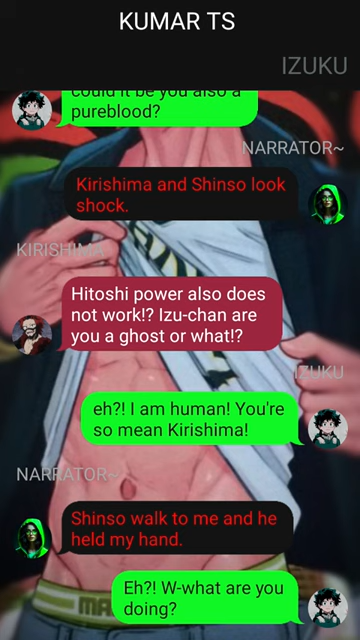 KUMAR TS
IZUKU
could it be you also a
pureblood?
NARRATOR~
Kirishima and Shinso look
shock.
KIRISHIMA
Hitoshi power also does
not work!? Izu-chan are
you a ghost or what!?
IZUKU
eh?! I am human! You're
so mean Kirishima!
NARRATOR~
Shinso walk to me and he
held my hand.
Eh?! W-what are you
doing?